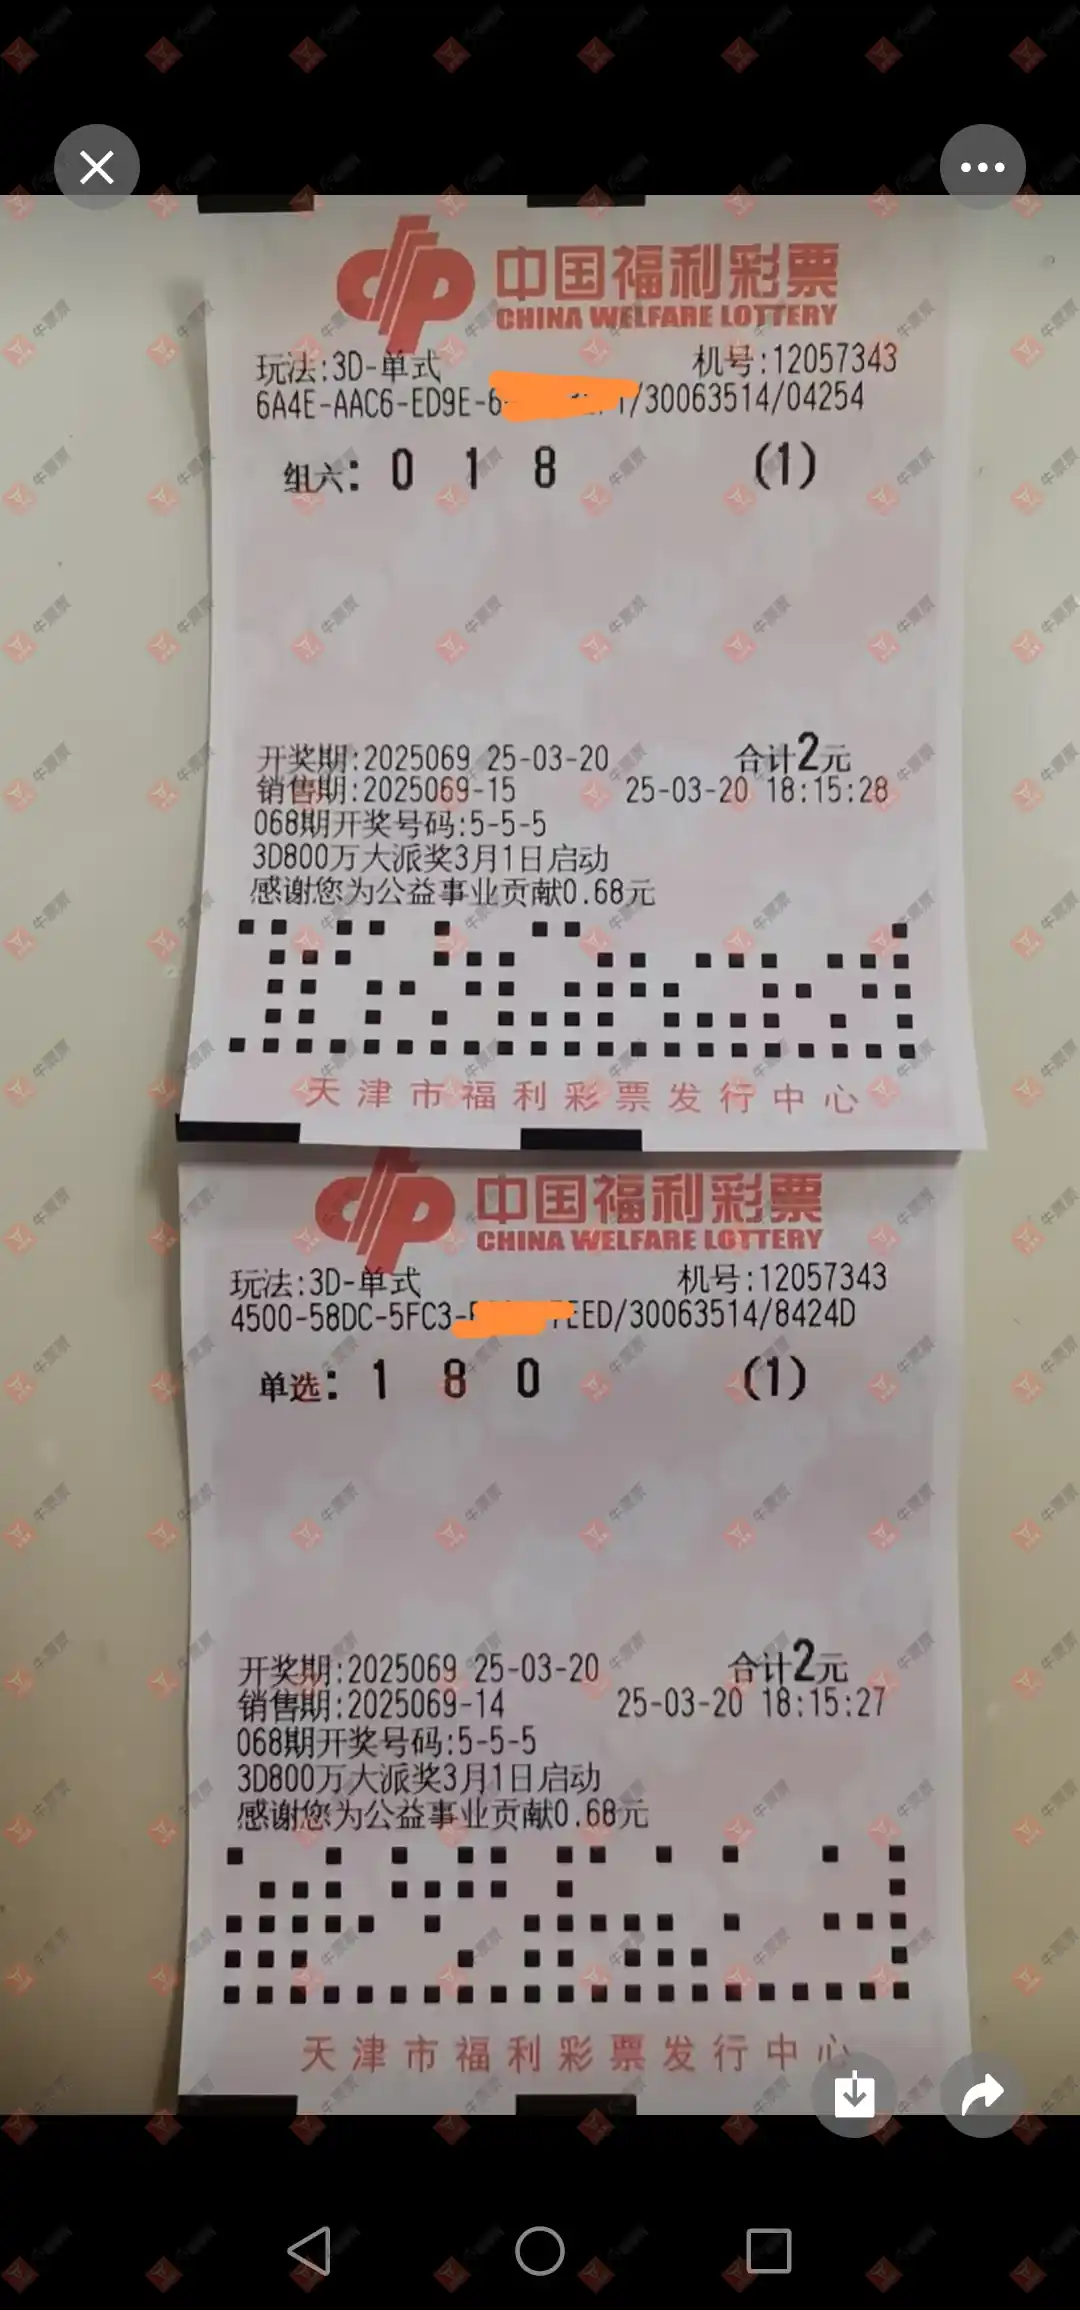 中国福利彩票
CHINA WELFARE LOTTERY
玩法:3D-单式 机号:12057343
6A4E-AAC6-ED9E-6 /30063514/04254
组六: 0 1 8 (1)
开奖期:2025069 25-03-20 合计2元
销售期:2025069-15 25-03-20 18:15:28
068期开奖号码:5-5-5
3D800万大派奖3月1日启动
感谢您为公益事业贡献0.68元
天津市福利彩票发行中心
中国福利彩票
CHINA WELFARE LOTTERY
玩法:3D-单式 机号:12057343
4500-58DC-5FC3- EED/30063514/8424D
单选: 1 8 0 (1)
开奖期:2025069 25-03-20 合计2元
销售期:2025069-14 25-03-20 18:15:27
068期开奖号码:5-5-5
3D800万大派奖3月1日启动
感谢您为公益事业贡献0.68元
天津市福利彩票发行中心